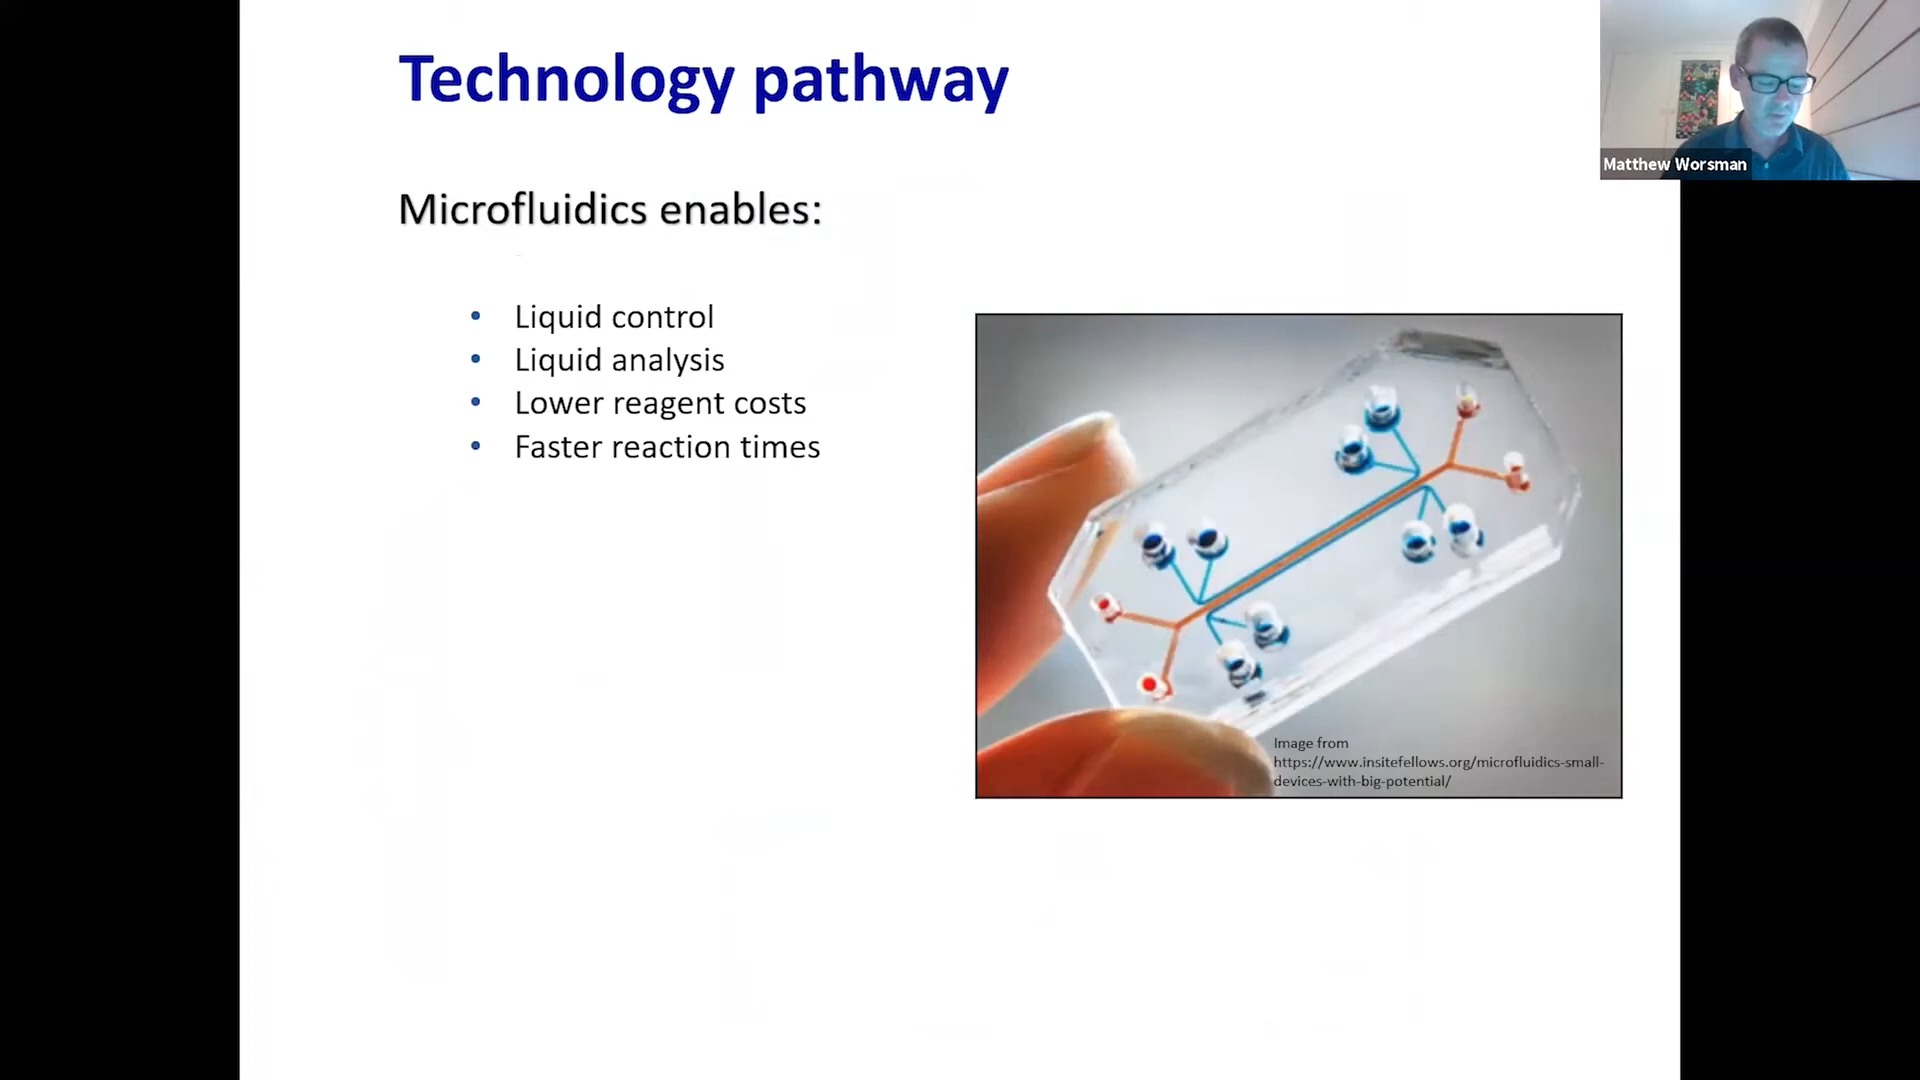 Technology pathway
Matthew Worsman
Microfluidics enables:
• Liquid control
• Liquid analysis
• Lower reagent costs
• Faster reaction times
Image from
https://www.insitefellows.org/microfluidics-small-
devices-with-big-potential/